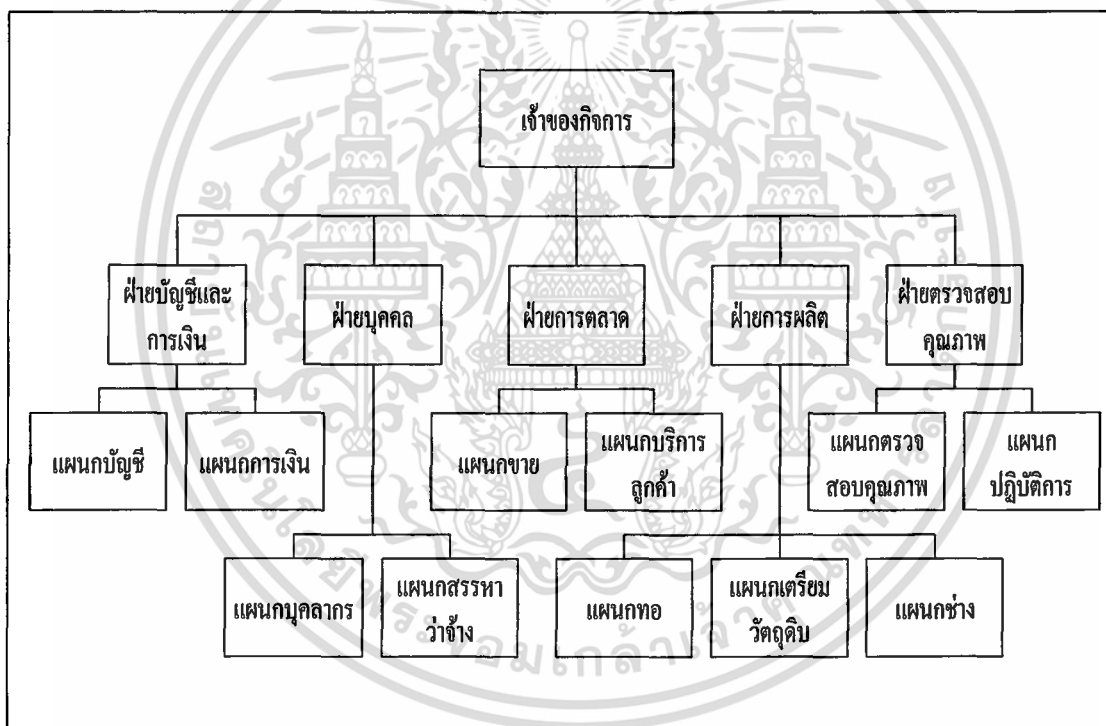 เจ้าของกิจการ
ฝ่ายบัญชีและ
การเงิน
ฝ่ายบุคคล
ฝ่ายการตลาด
ฝ่ายการผลิต
ฝ่ายตรวจสอบ
คุณภาพ
แผนกบัญชี
แผนกการเงิน
แผนกขาย
แผนกบริการ
ลูกค้า
แผนกตรวจ
สอบคุณภาพ
แผนก
ปฏิบัติการ
แผนกบุคลากร
แผนกสรรหา
ว่าจ้าง
แผนกทอ
แผนกเตรียม
วัตถุดิบ
แผนกช่าง